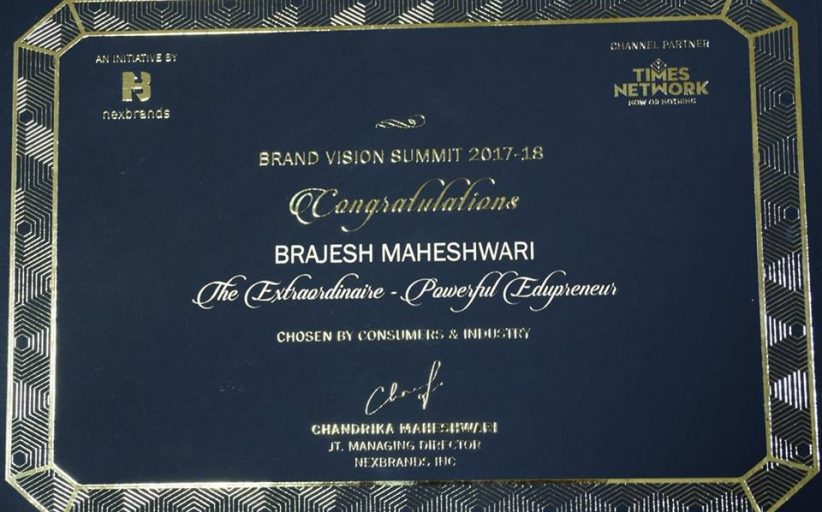 AN INITIATIVE BY
nexbrands
CHANNEL PARTNER
TIMES
NETWORK
NOW OR NOTHING
BRAND VISION SUMMIT 2017-18
Congratulations
BRAJESH MAHESHWARI
The Extraordinaire - Powerful Edupreneur
CHOSEN BY CONSUMERS & INDUSTRY
CHANDRIKA MAHESHWARI
JT. MANAGING DIRECTOR
NEXBRANDS INC